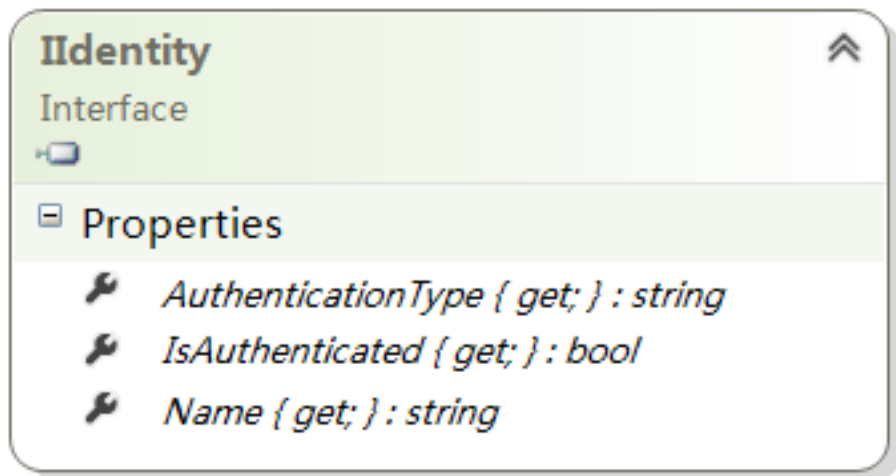 IIdentity
Interface
Properties
AuthenticationType { get; } : string
IsAuthenticated { get; } : bool
Name { get; } : string